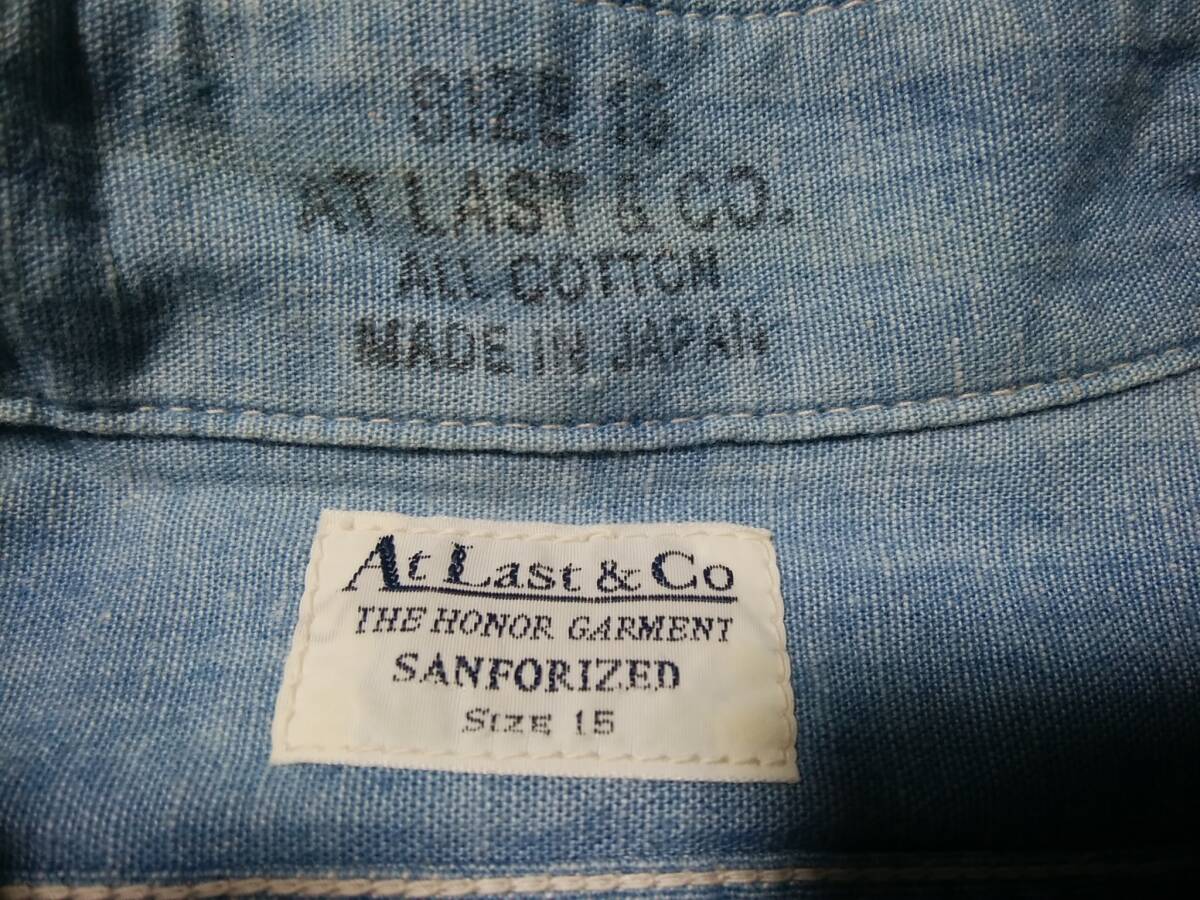 SIZE 15
AT LAST & CO.
ALL COTTON
MADE IN JAPAN
At Last & Co
THE HONOR GARMENT
SANFORIZED
SIZE 15